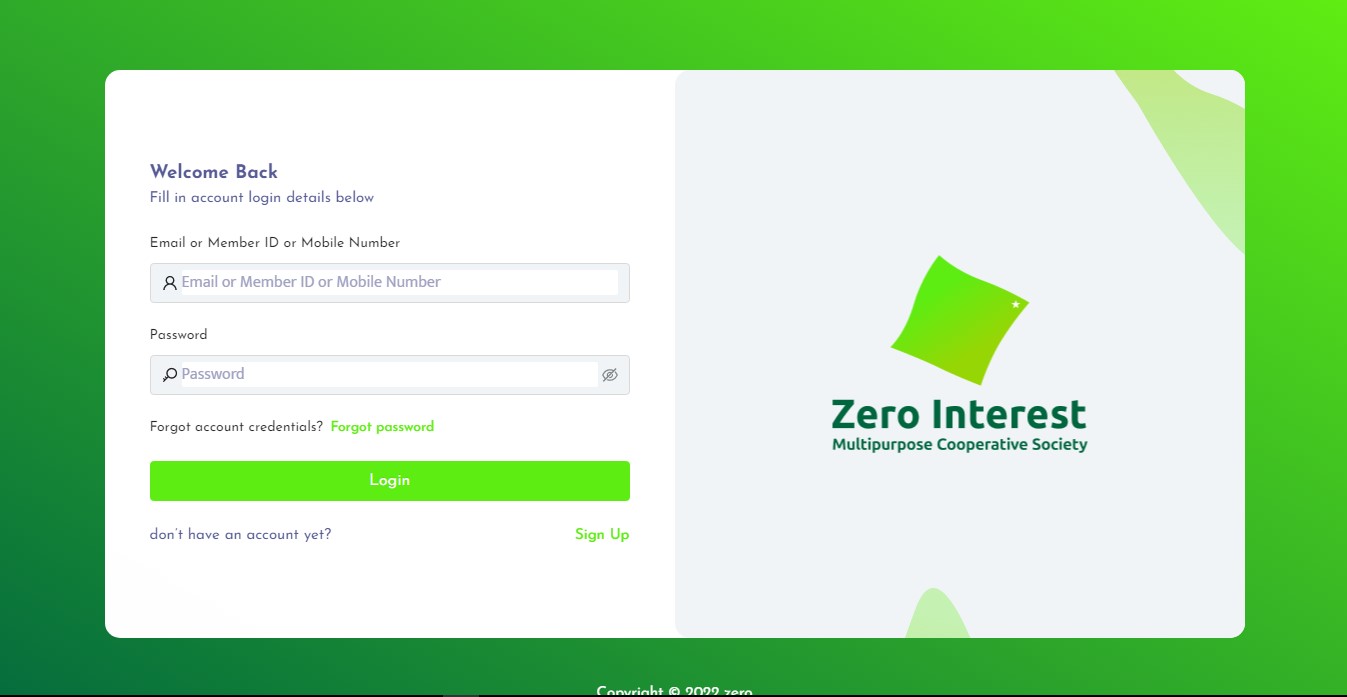 Welcome Back
Fill in account login details below
Email or Member ID or Mobile Number
Email or Member ID or Mobile Number
Password
Password
Forgot account credentials? Forgot password
Login
don't have an account yet? Sign Up
Zero Interest
Multipurpose Cooperative Society
Copyright © 2022 zero